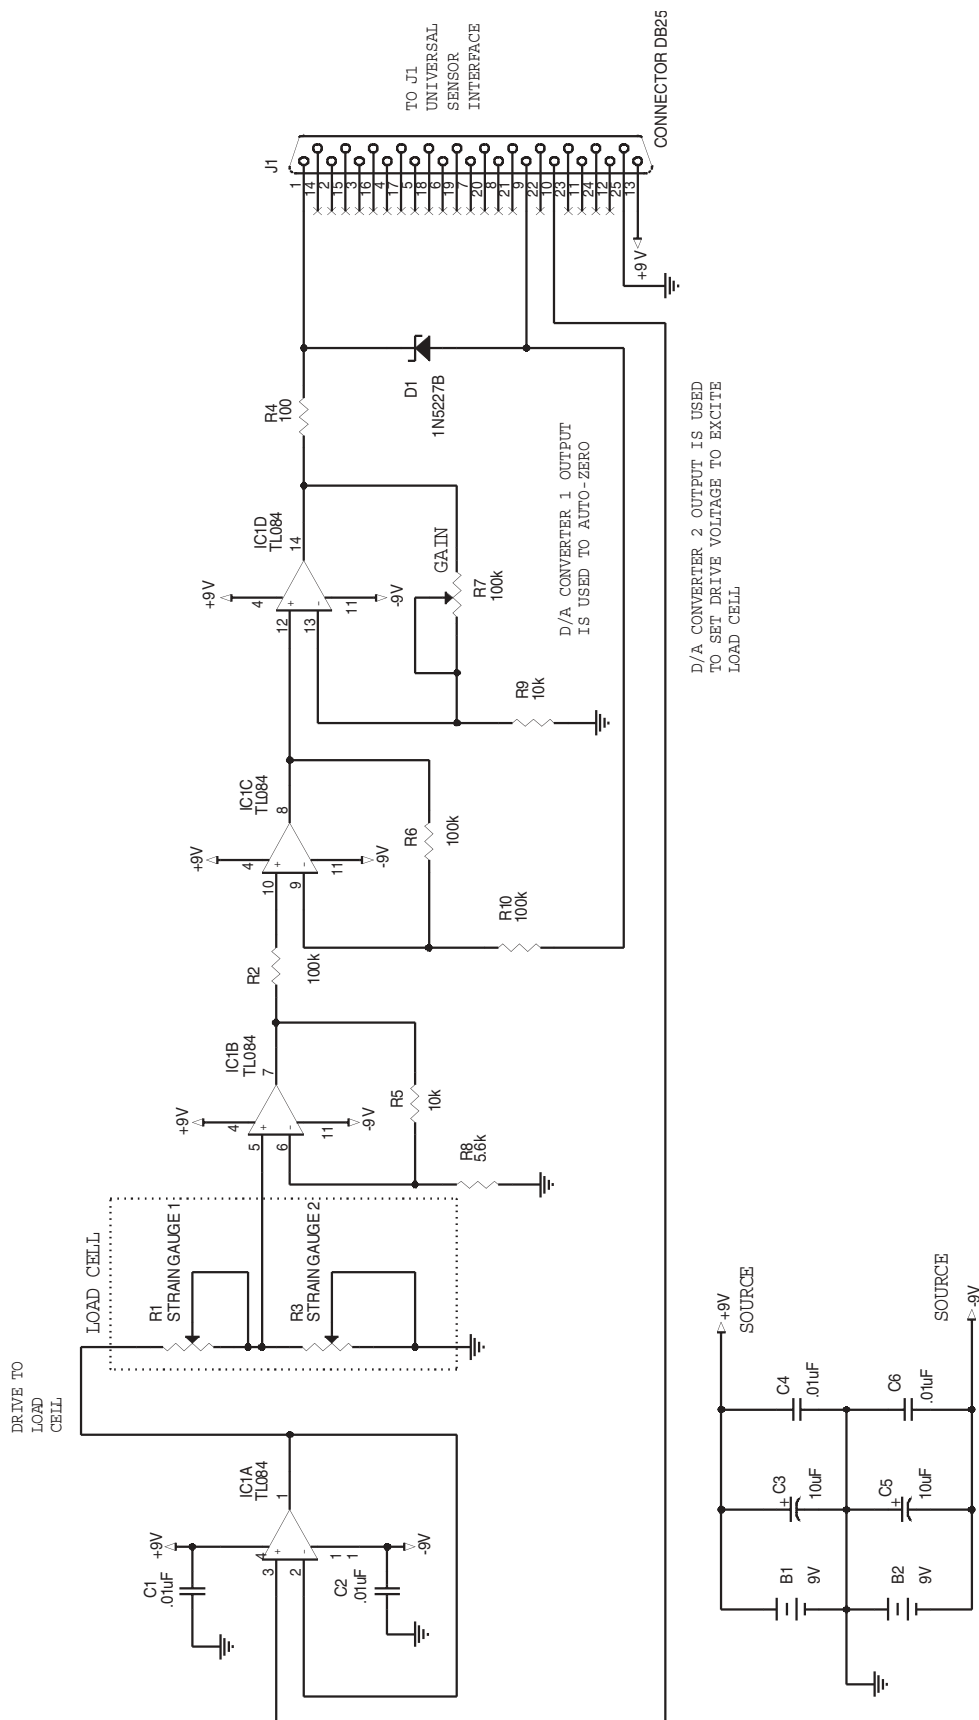 TO J1
UNIVERSAL
SENSOR
INTERFACE
CONNECTOR DB25
J1
1
14
2
15
3
16
4
17
5
18
6
19
7
20
8
21
9
22
10
23
11
24
12
25
13
+9V
R4
100
D1
1N5227B
D/A CONVERTER 1 OUTPUT
IS USED TO AUTO-ZERO
D/A CONVERTER 2 OUTPUT IS USED
TO SET DRIVE VOLTAGE TO EXCITE
LOAD CELL
IC1D
TL084
14
+9V
4
12
+
13
-
11
-9V
GAIN
R7
100k
R9
10k
IC1C
TL084
8
+9V
4
10
+
9
-
11
-9V
R6
100k
R10
100k
R2
100k
IC1B
TL084
7
+9V
4
5
+
6
-
11
-9V
R5
10k
R8
5.6k
LOAD CELL
R1
STRAIN GAUGE 1
R3
STRAIN GAUGE 2
DRIVE TO
LOAD
CELL
IC1A
TL084
1
+9V
4
3
+
2
-
1
1
-9V
C1
.01uF
C2
.01uF
+9V
SOURCE
SOURCE
-9V
C4
.01uF
C6
.01uF
+
C3
10uF
+
C5
10uF
B1
9V
B2
9V